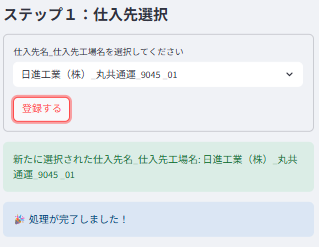 ステップ１：仕入先選択
仕入先名_仕入先工場名を選択してください
日進工業（株）_丸共通運_9045_01
登録する
新たに選択された仕入先名_仕入先工場名: 日進工業（株）_丸共
通運_9045_01
🎉 処理が完了しました！